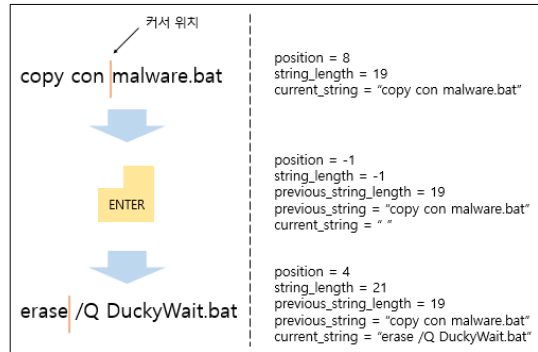 커서 위치
copy con malware.bat
position = 8
string_length = 19
current_string = “copy con malware.bat”
ENTER
position = -1
string_length = -1
previous_string_length = 19
previous_string = “copy con malware.bat”
current_string = “ ”
erase /Q DuckyWait.bat
position = 4
string_length = 21
previous_string_length = 19
previous_string = “copy con malware.bat”
current_string = “erase /Q DuckyWait.bat”